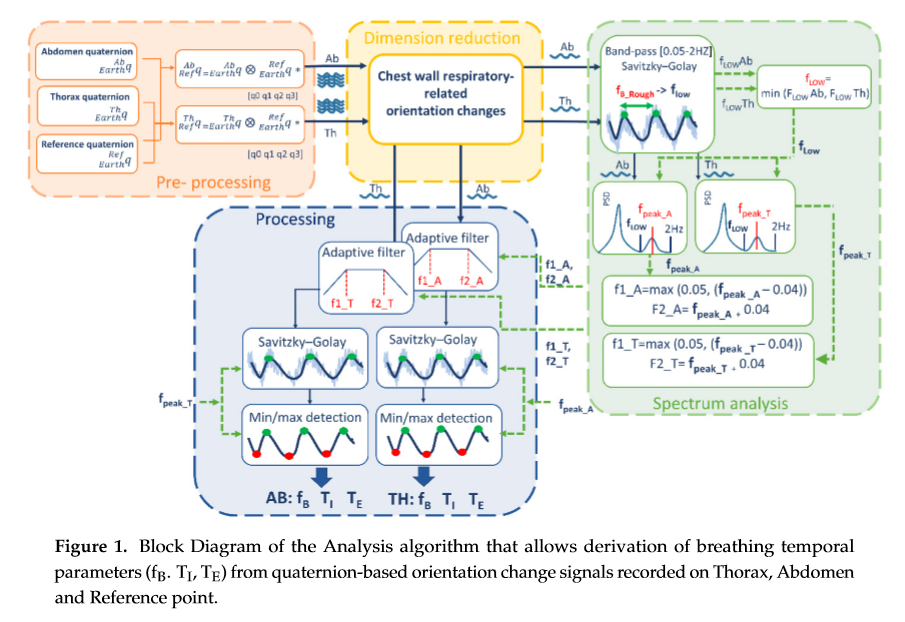 Dimension reduction
Abdomen quaternion
Ab
Earth q
Thorax quaternion
Th
Earth q
Reference quaternion
Ref
Earth q
Ab Ref q = Ab Earth q ⊗ Ref Earth q *
[q0 q1 q2 q3]
Th Ref q = Th Earth q ⊗ Ref Earth q *
[q0 q1 q2 q3]
Pre- processing
Ab
Th
Chest wall respiratory-
related
orientation changes
Ab
Th
Th
Ab
Band-pass [0.05-2HZ]
Savitzky–Golay
fB_Rough -> flow
fLOWAb
fLOWTh
fLOW=
min (FLOW Ab, FLOW Th)
fLow
Ab
Th
PSD
fpeak_A
fLOW
2Hz
PSD
fpeak_T
fLOW
2Hz
fpeak_A
fpeak_T
f1_A=max (0.05, (fpeak _A – 0.04))
F2_A= fpeak_A + 0.04
f1_T=max (0.05, (fpeak _T – 0.04))
F2_T= fpeak_T + 0.04
Spectrum analysis
Processing
Adaptive filter
f1_A f2_A
Adaptive filter
f1_T f2_T
f1_A,
f2_A
f1_T,
f2_T
Savitzky–Golay
Savitzky–Golay
fpeak_T
fpeak_A
Min/max detection
Min/max detection
AB: fB TI TE
TH: fB TI TE
Figure 1. Block Diagram of the Analysis algorithm that allows derivation of breathing temporal
parameters (fB. TI, TE) from quaternion-based orientation change signals recorded on Thorax, Abdomen
and Reference point.